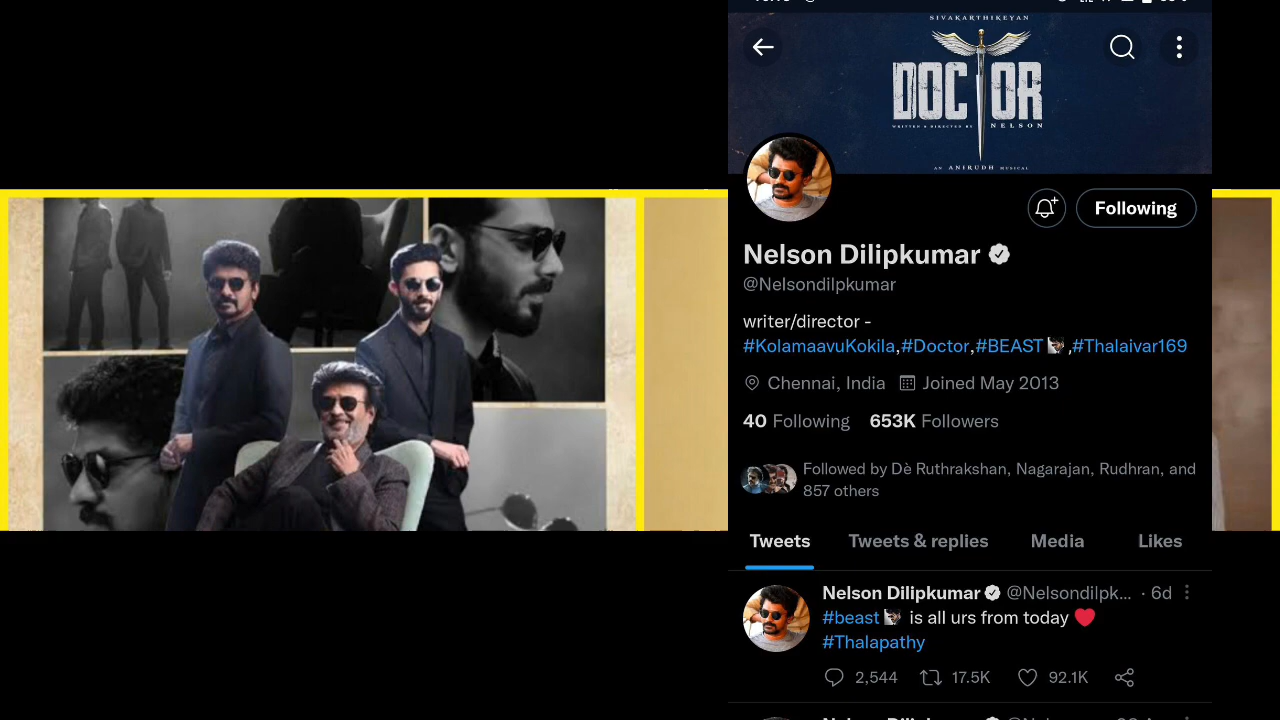 SIVAKARTHIKEYAN
DOCTOR
WRITTEN & DIRECTED BY NELSON
AN ANIRUDH MUSICAL
Following
Nelson Dilipkumar
@Nelsondilpkumar
writer/director -
#KolamaavuKokila,#Doctor,#BEAST ,#Thalaivar169
Chennai, India Joined May 2013
40 Following 653K Followers
Followed by Dè Ruthrakshan, Nagarajan, Rudhran, and
857 others
Tweets Tweets & replies Media Likes
Nelson Dilipkumar @Nelsondilpk... · 6d
#beast is all urs from today ❤
#Thalapathy
2,544 17.5K 92.1K